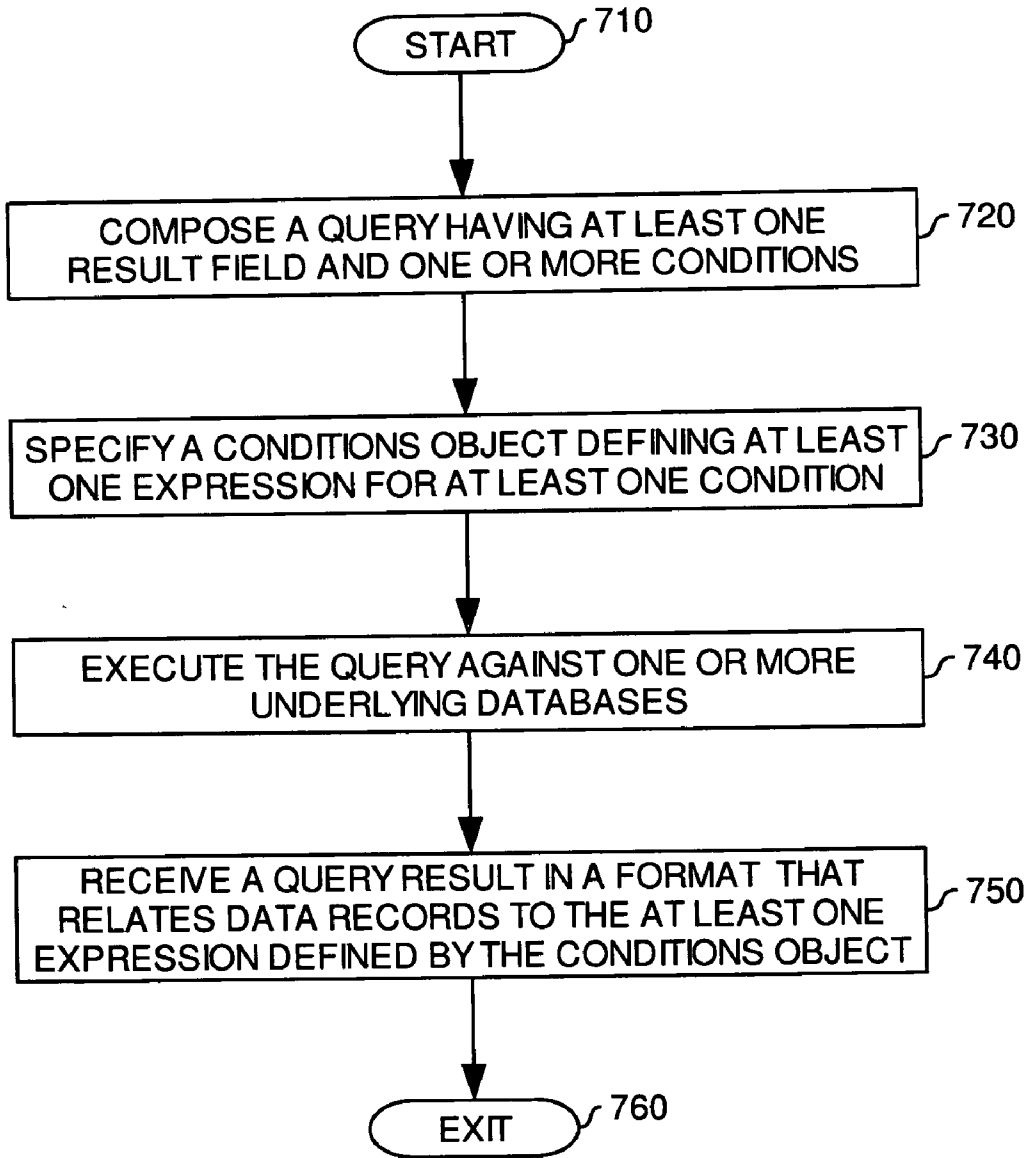 START
710
COMPOSE A QUERY HAVING AT LEAST ONE
RESULT FIELD AND ONE OR MORE CONDITIONS
720
SPECIFY A CONDITIONS OBJECT DEFINING AT LEAST
ONE EXPRESSION FOR AT LEAST ONE CONDITION
730
EXECUTE THE QUERY AGAINST ONE OR MORE
UNDERLYING DATABASES
740
RECEIVE A QUERY RESULT IN A FORMAT THAT
RELATES DATA RECORDS TO THE AT LEAST ONE
EXPRESSION DEFINED BY THE CONDITIONS OBJECT
750
EXIT
760